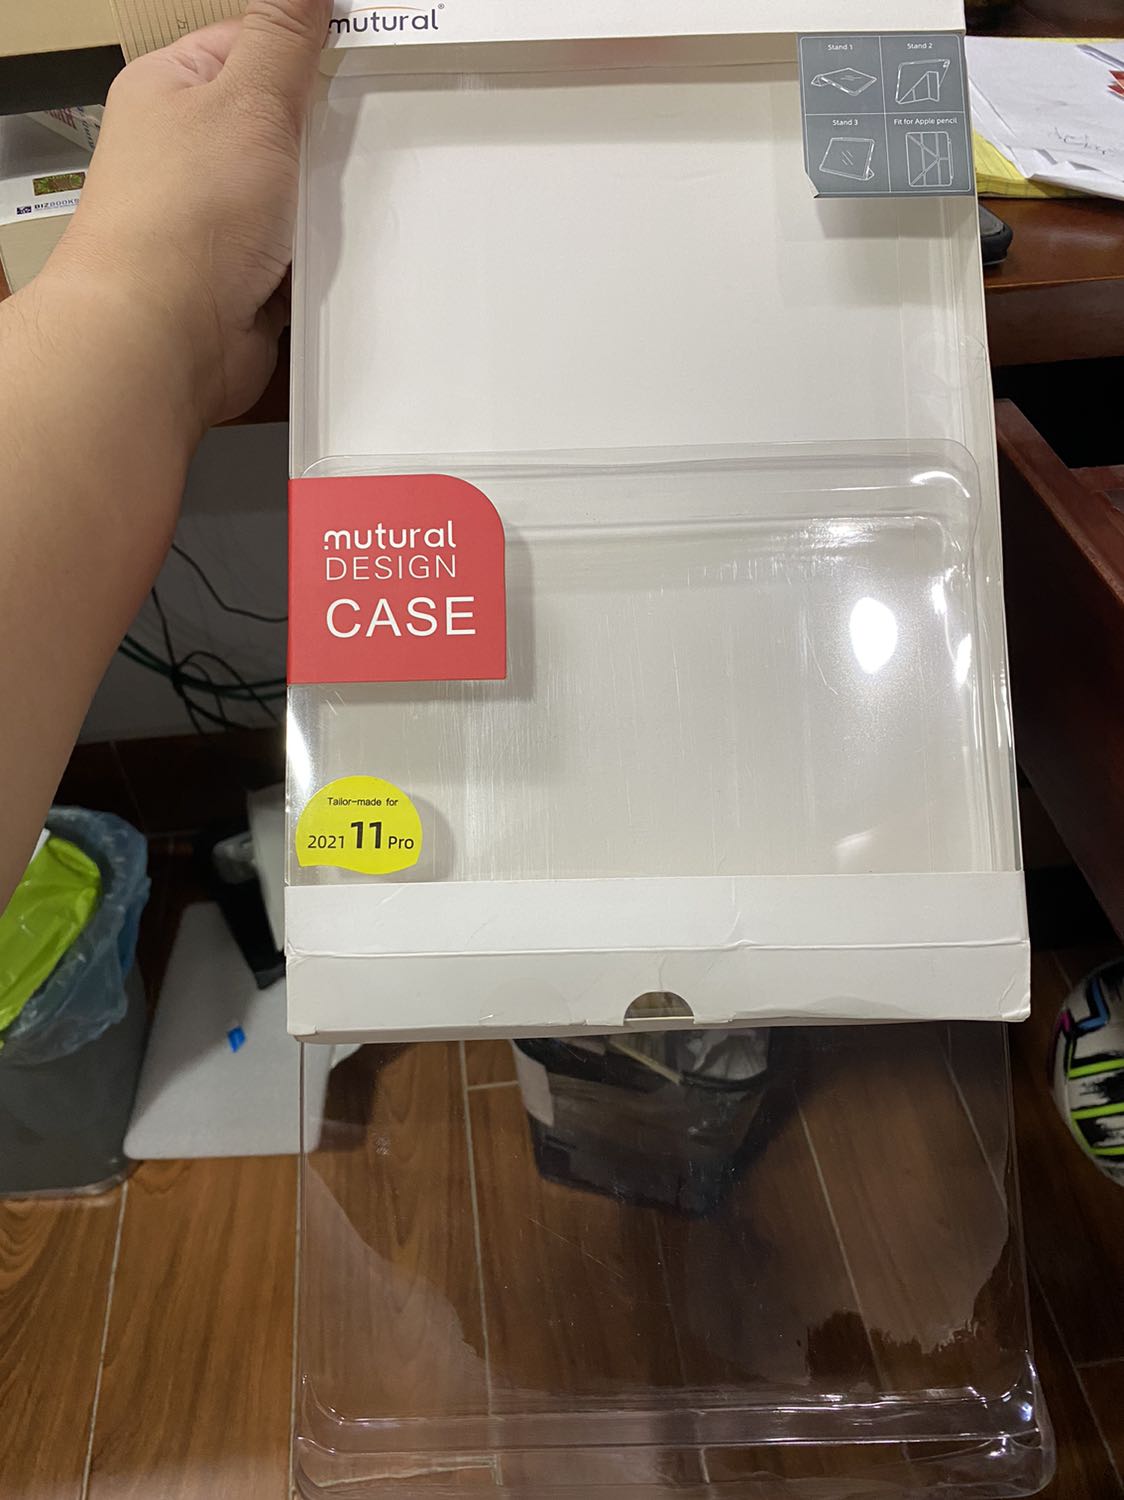 mutural®
Stand 1
Stand 2
Stand 3
Fit for Apple pencil
BIZBOOKS
mutural
DESIGN
CASE
Tailor-made for
2021 11 Pro